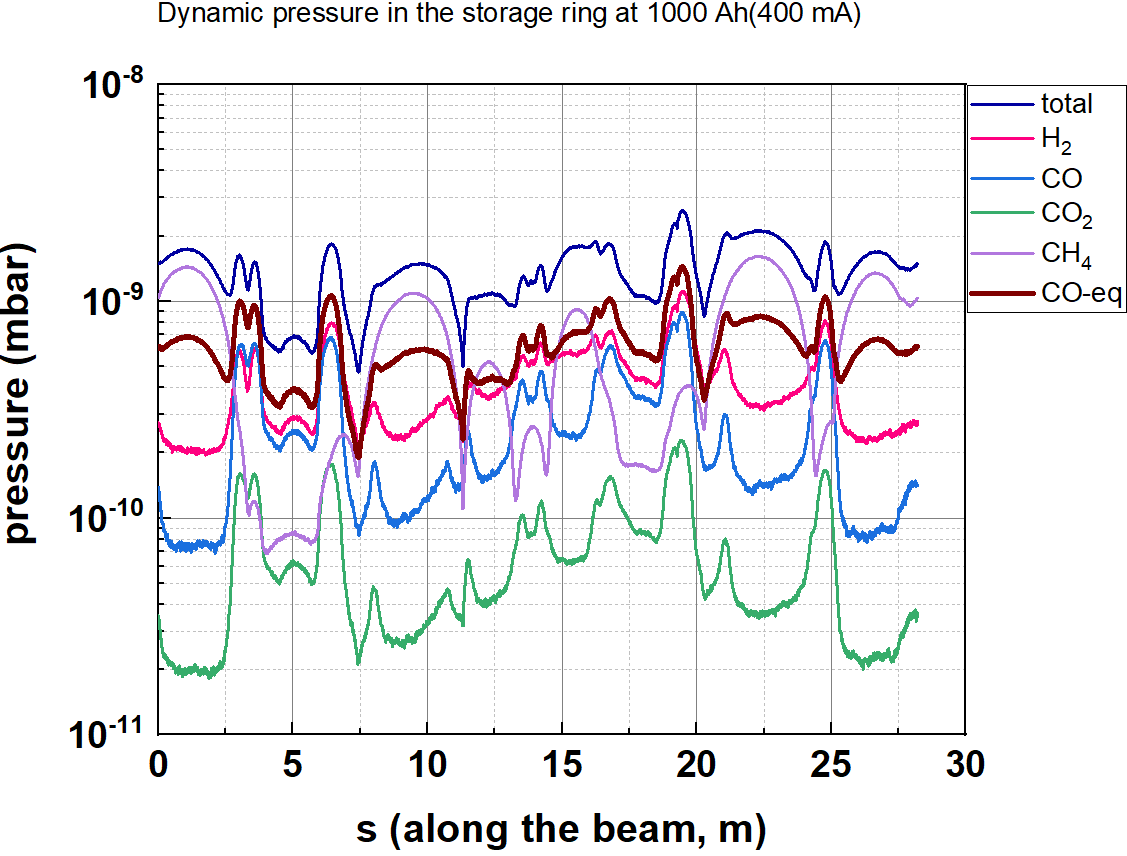 Dynamic pressure in the storage ring at 1000 Ah(400 mA)
10⁻⁸
10⁻⁹
10⁻¹⁰
10⁻¹¹
pressure (mbar)
0 5 10 15 20 25 30
s (along the beam, m)
total
H₂
CO
CO₂
CH₄
CO-eq